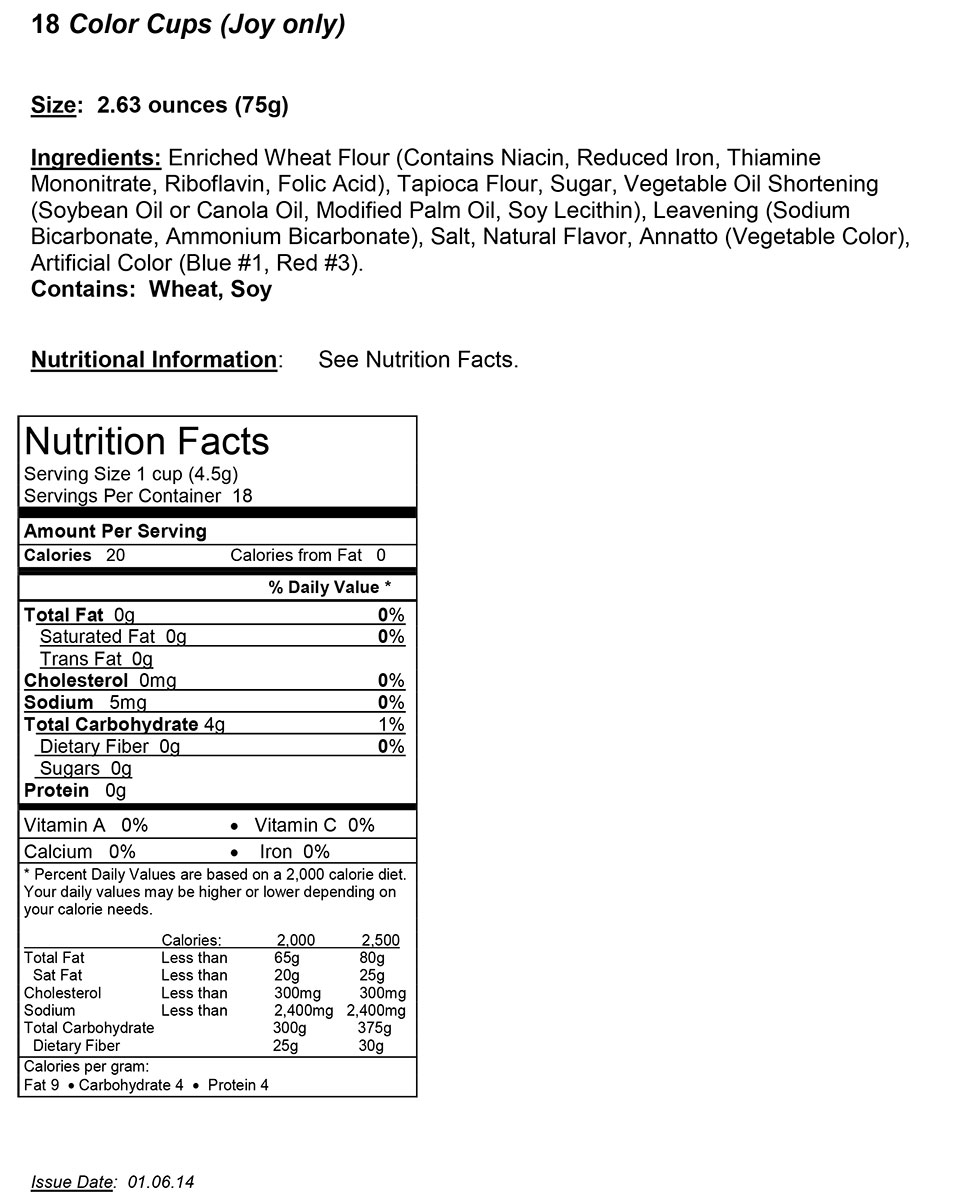 18 Color Cups (Joy only)
Size: 2.63 ounces (75g)
Ingredients: Enriched Wheat Flour (Contains Niacin, Reduced Iron, Thiamine
Mononitrate, Riboflavin, Folic Acid), Tapioca Flour, Sugar, Vegetable Oil Shortening
(Soybean Oil or Canola Oil, Modified Palm Oil, Soy Lecithin), Leavening (Sodium
Bicarbonate, Ammonium Bicarbonate), Salt, Natural Flavor, Annatto (Vegetable Color),
Artificial Color (Blue #1, Red #3).
Contains: Wheat, Soy
Nutritional Information: See Nutrition Facts.
Nutrition Facts
Serving Size 1 cup (4.5g)
Servings Per Container 18
Amount Per Serving
Calories 20 Calories from Fat 0
% Daily Value *
Total Fat 0g 0%
Saturated Fat 0g 0%
Trans Fat 0g
Cholesterol 0mg 0%
Sodium 5mg 0%
Total Carbohydrate 4g 1%
Dietary Fiber 0g 0%
Sugars 0g
Protein 0g
Vitamin A 0% • Vitamin C 0%
Calcium 0% • Iron 0%
* Percent Daily Values are based on a 2,000 calorie diet.
Your daily values may be higher or lower depending on
your calorie needs.
Calories: 2,000 2,500
Total Fat Less than 65g 80g
Sat Fat Less than 20g 25g
Cholesterol Less than 300mg 300mg
Sodium Less than 2,400mg 2,400mg
Total Carbohydrate 300g 375g
Dietary Fiber 25g 30g
Calories per gram:
Fat 9 • Carbohydrate 4 • Protein 4
Issue Date: 01.06.14